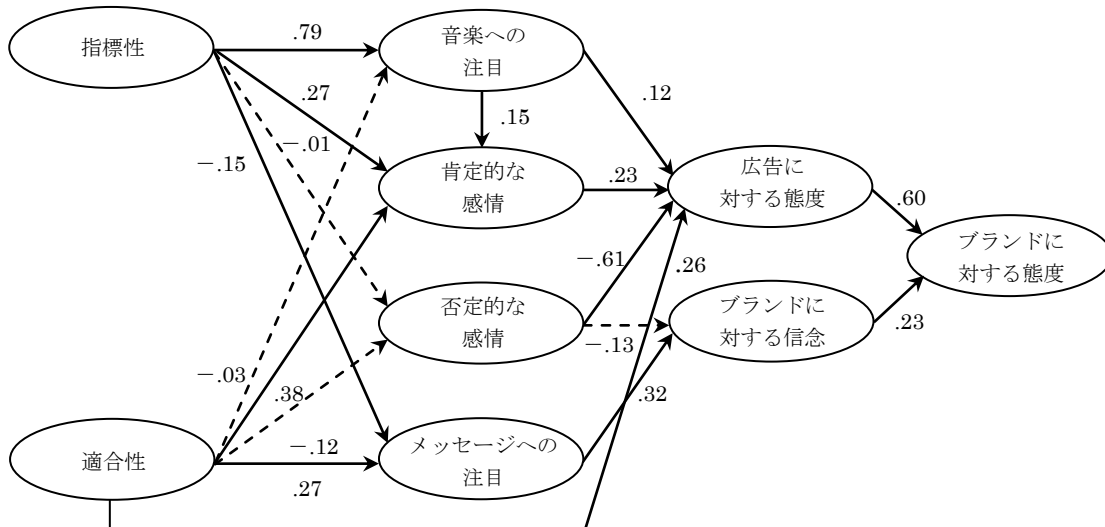 指標性
.79
音楽への
注目
.27
.12
.15
−.01
−.15
肯定的な
感情
.23
広告に
対する態度
.60
ブランドに
対する態度
−.61
.26
否定的な
感情
ブランドに
対する信念
.23
−.13
−.03
.38
.32
適合性
−.12
メッセージへの
注目
.27